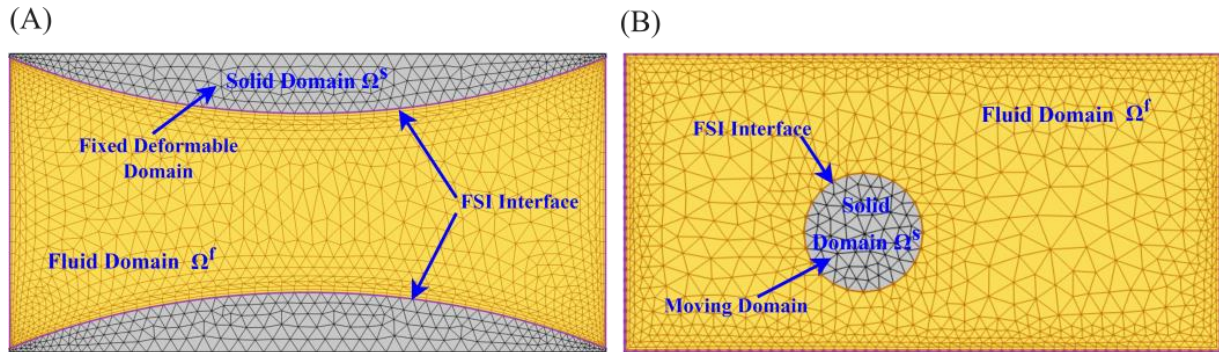 (A)
Solid Domain Ωˢ
Fixed Deformable
Domain
FSI Interface
Fluid Domain Ωᶠ
(B)
Fluid Domain Ωᶠ
FSI Interface
Solid
Domain Ωˢ
Moving Domain